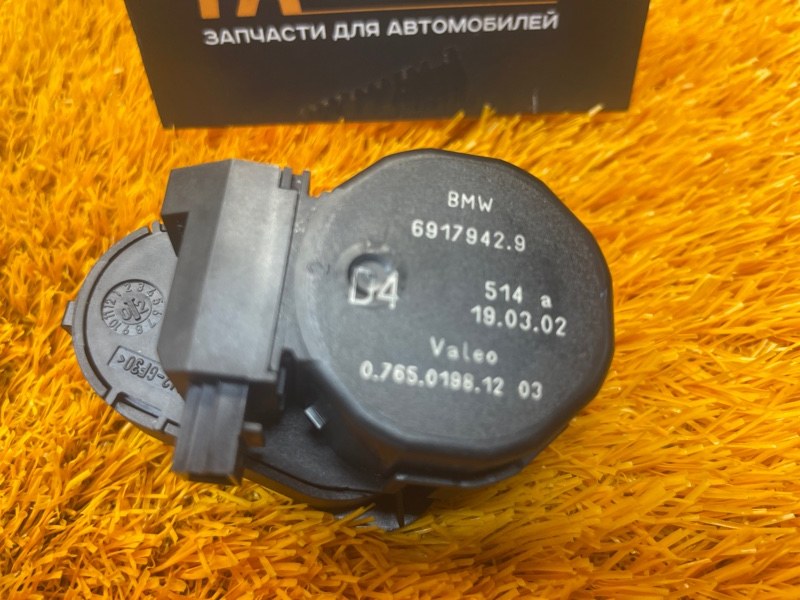 ЗАПЧАСТИ ДЛЯ АВТОМОБИЛЕЙ
BMW
6917942.9
D4
514 a
19.03.02
Valeo
0.765.0198.12 03